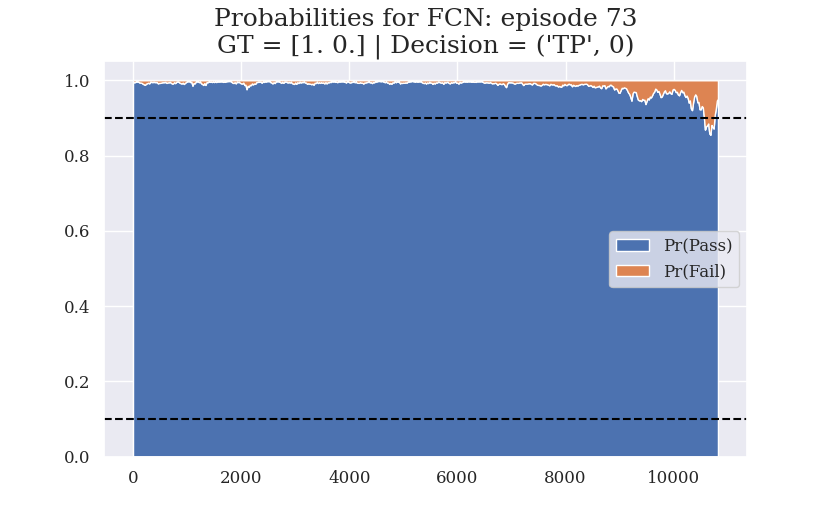 Probabilities for FCN: episode 73
GT = [1. 0.] | Decision = ('TP', 0)
1.0
0.8
0.6
0.4
0.2
0.0
Pr(Pass)
Pr(Fail)
0 2000 4000 6000 8000 10000